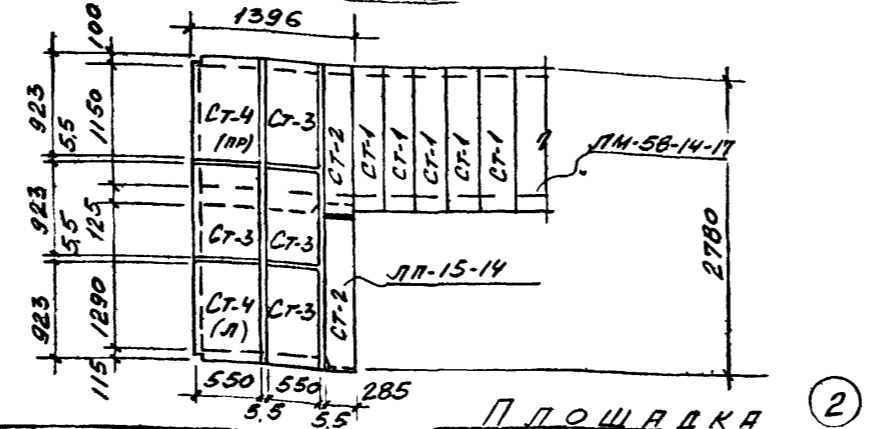 1396
100
923
5,5
1150
923
5,5
125
923
1290
115
Ст-4
(пр)
Ст-3
Ст-2
Ст-1
Ст-1
Ст-1
Ст-1
Ст-1
ЛМ-58-14-17
Ст-3
Ст-3
ЛП-15-14
2780
Ст-4
(л)
Ст-3
Ст-2
550
550
285
5,5
5,5
ПЛОЩАДКА
2